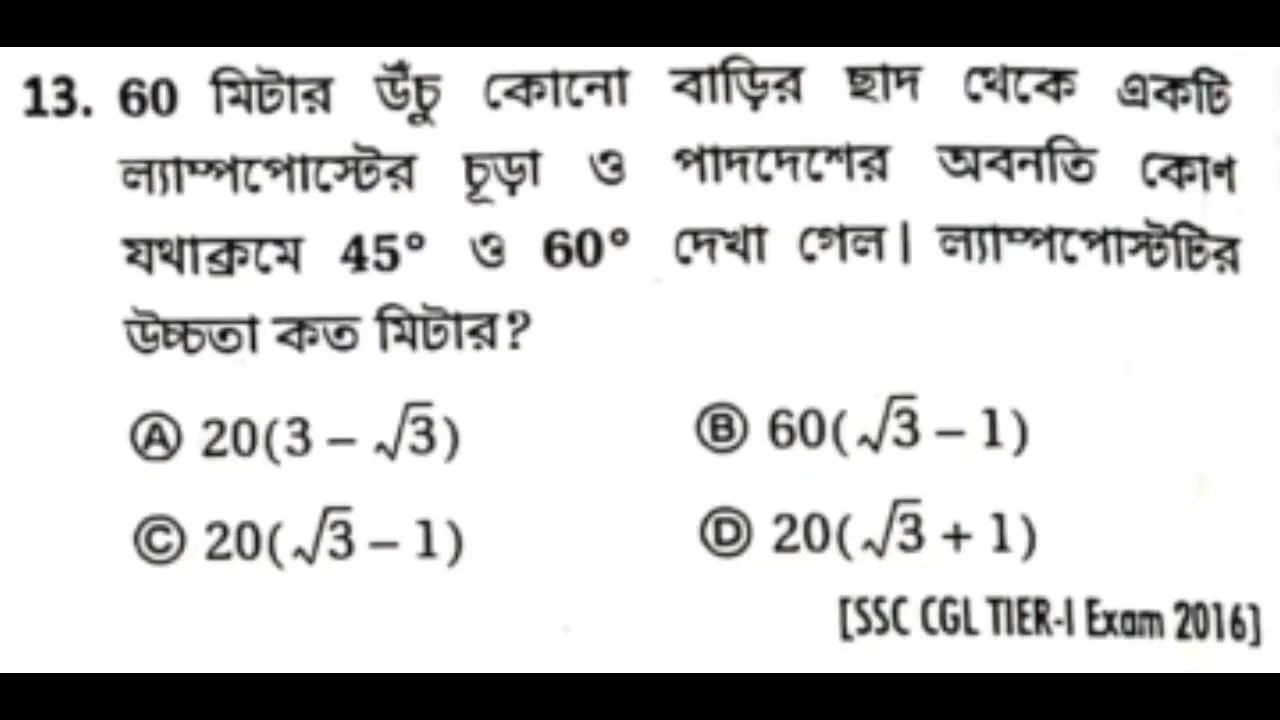 13. 60 মিটার উঁচু কোনো বাড়ির ছাদ থেকে একটি
ল্যাম্পপোস্টের চূড়া ও পাদদেশের অবনতি কোণ
যথাক্রমে 45° ও 60° দেখা গেল। ল্যাম্পপোস্টটির
উচ্চতা কত মিটার?
Ⓐ 20(3 – √3) Ⓑ 60(√3 – 1)
Ⓒ 20(√3 – 1) Ⓓ 20(√3 + 1)
[SSC CGL TIER-I Exam 2016]